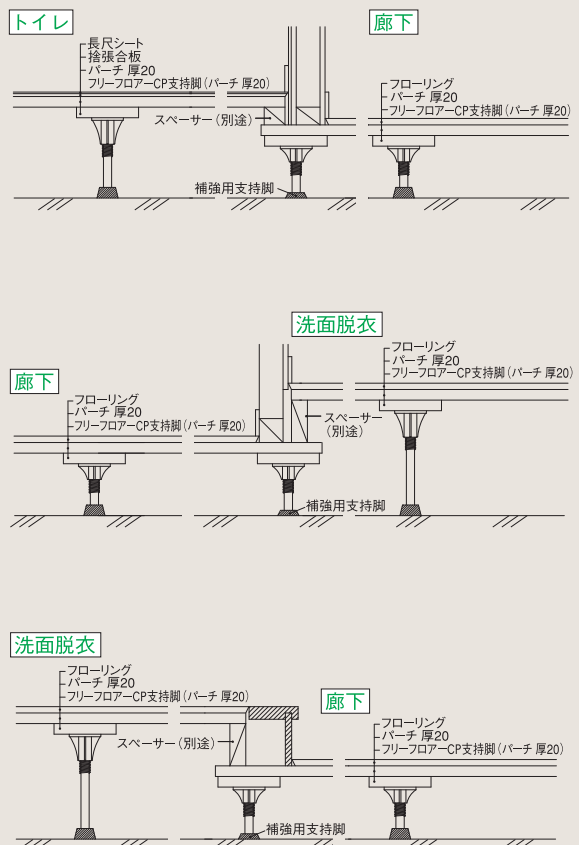 トイレ
長尺シート
捨張合板
パーチ 厚20
フリーフロアーCP支持脚(パーチ 厚20)
スペーサー(別途)
補強用支持脚
廊下
フローリング
パーチ 厚20
フリーフロアーCP支持脚(パーチ 厚20)
廊下
フローリング
パーチ 厚20
フリーフロアーCP支持脚(パーチ 厚20)
洗面脱衣
フローリング
パーチ 厚20
フリーフロアーCP支持脚(パーチ 厚20)
スペーサー
(別途)
補強用支持脚
洗面脱衣
フローリング
パーチ 厚20
フリーフロアーCP支持脚(パーチ 厚20)
スペーサー(別途)
補強用支持脚
廊下
フローリング
パーチ 厚20
フリーフロアーCP支持脚(パーチ 厚20)